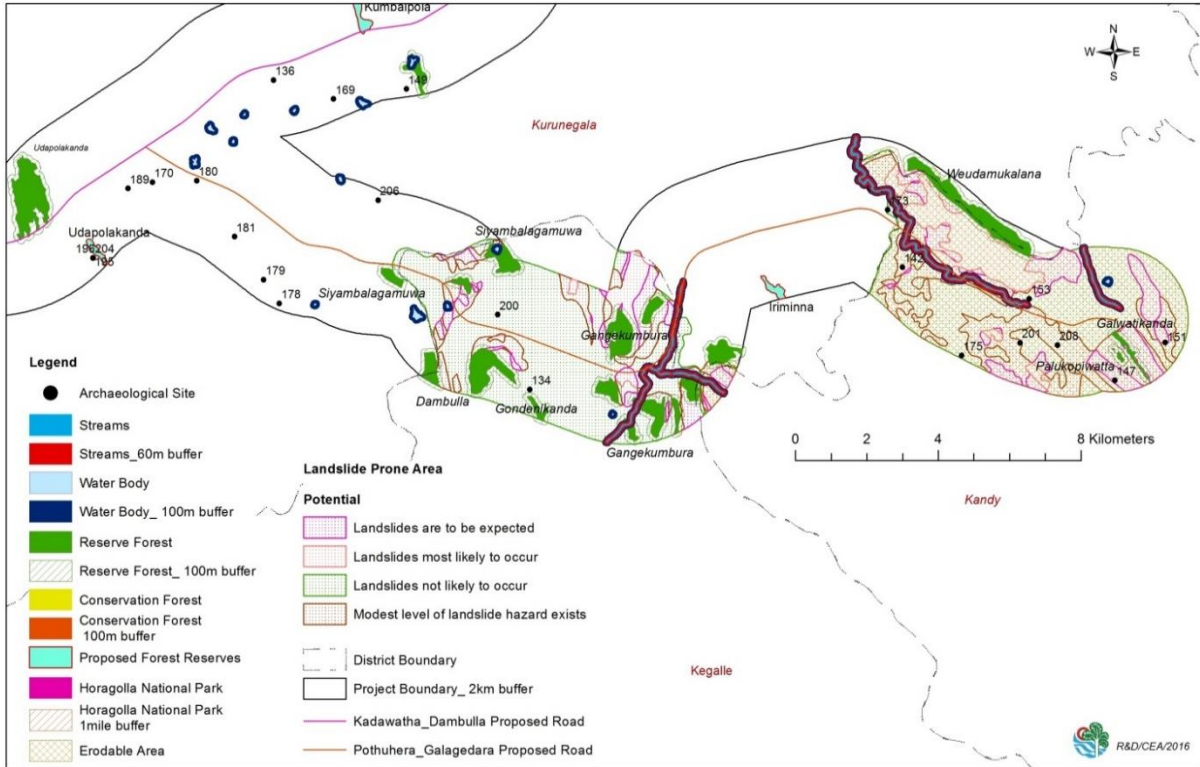 Kumbalpola
N
W
E
S
136
169
149
Kurunegala
Udapolakanda
189
170
180
206
Weudamukalana
173
Udapolakanda
181
Siyambalagamuwa
142
179
178
Siyambalagamuwa
200
Iriminna
153
Gangekumbura
Galwatikanda
175
201
208
151
Palukopiwatta
147
134
Dambulla
Gondenikanda
Gangekumbura
0 2 4 8 Kilometers
Kandy
Kegalle
Legend
Archaeological Site
Streams
Streams_60m buffer
Water Body
Water Body_ 100m buffer
Reserve Forest
Reserve Forest_ 100m buffer
Conservation Forest
Conservation Forest
100m buffer
Proposed Forest Reserves
Horagolla National Park
Horagolla National Park
1mile buffer
Erodable Area
Landslide Prone Area
Potential
Landslides are to be expected
Landslides most likely to occur
Landslides not likely to occur
Modest level of landslide hazard exists
District Boundary
Project Boundary_ 2km buffer
Kadawatha_Dambulla Proposed Road
Pothuhera_Galagedara Proposed Road
R&D/CEA/2016